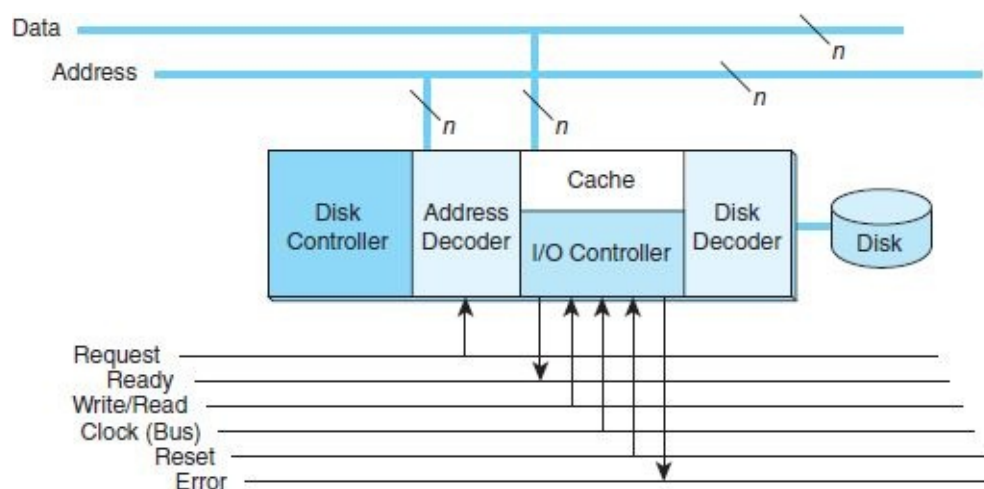 Data
n
Address
n
n
n
Disk
Controller
Address
Decoder
Cache
I/O Controller
Disk
Decoder
Disk
Request
Ready
Write/Read
Clock (Bus)
Reset
Error